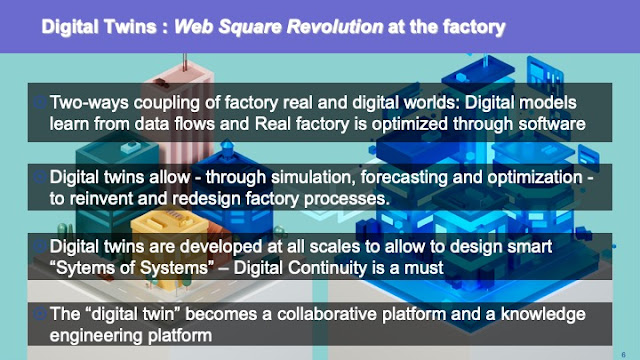 Digital Twins : Web Square Revolution at the factory
Two-ways coupling of factory real and digital worlds: Digital models
learn from data flows and Real factory is optimized through software
Digital twins allow - through simulation, forecasting and optimization -
to reinvent and redesign factory processes.
Digital twins are developed at all scales to allow to design smart
“Sytems of Systems” – Digital Continuity is a must
The “digital twin” becomes a collaborative platform and a knowledge
engineering platform
6